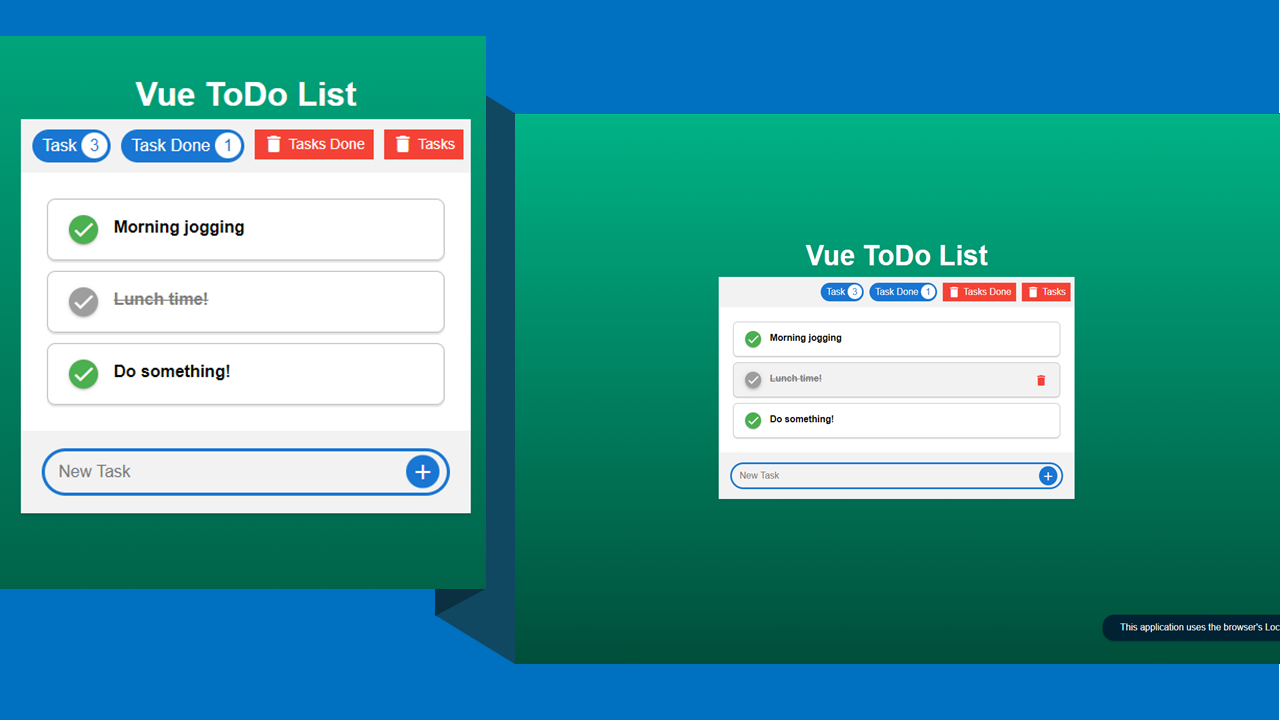 Vue ToDo List
Task 3 Task Done 1 Tasks Done Tasks
Morning jogging
Lunch time!
Do something!
New Task
Vue ToDo List
Task 3 Task Done 1 Tasks Done Tasks
Morning jogging
Lunch time!
Do something!
New Task
This application uses the browser's Loc